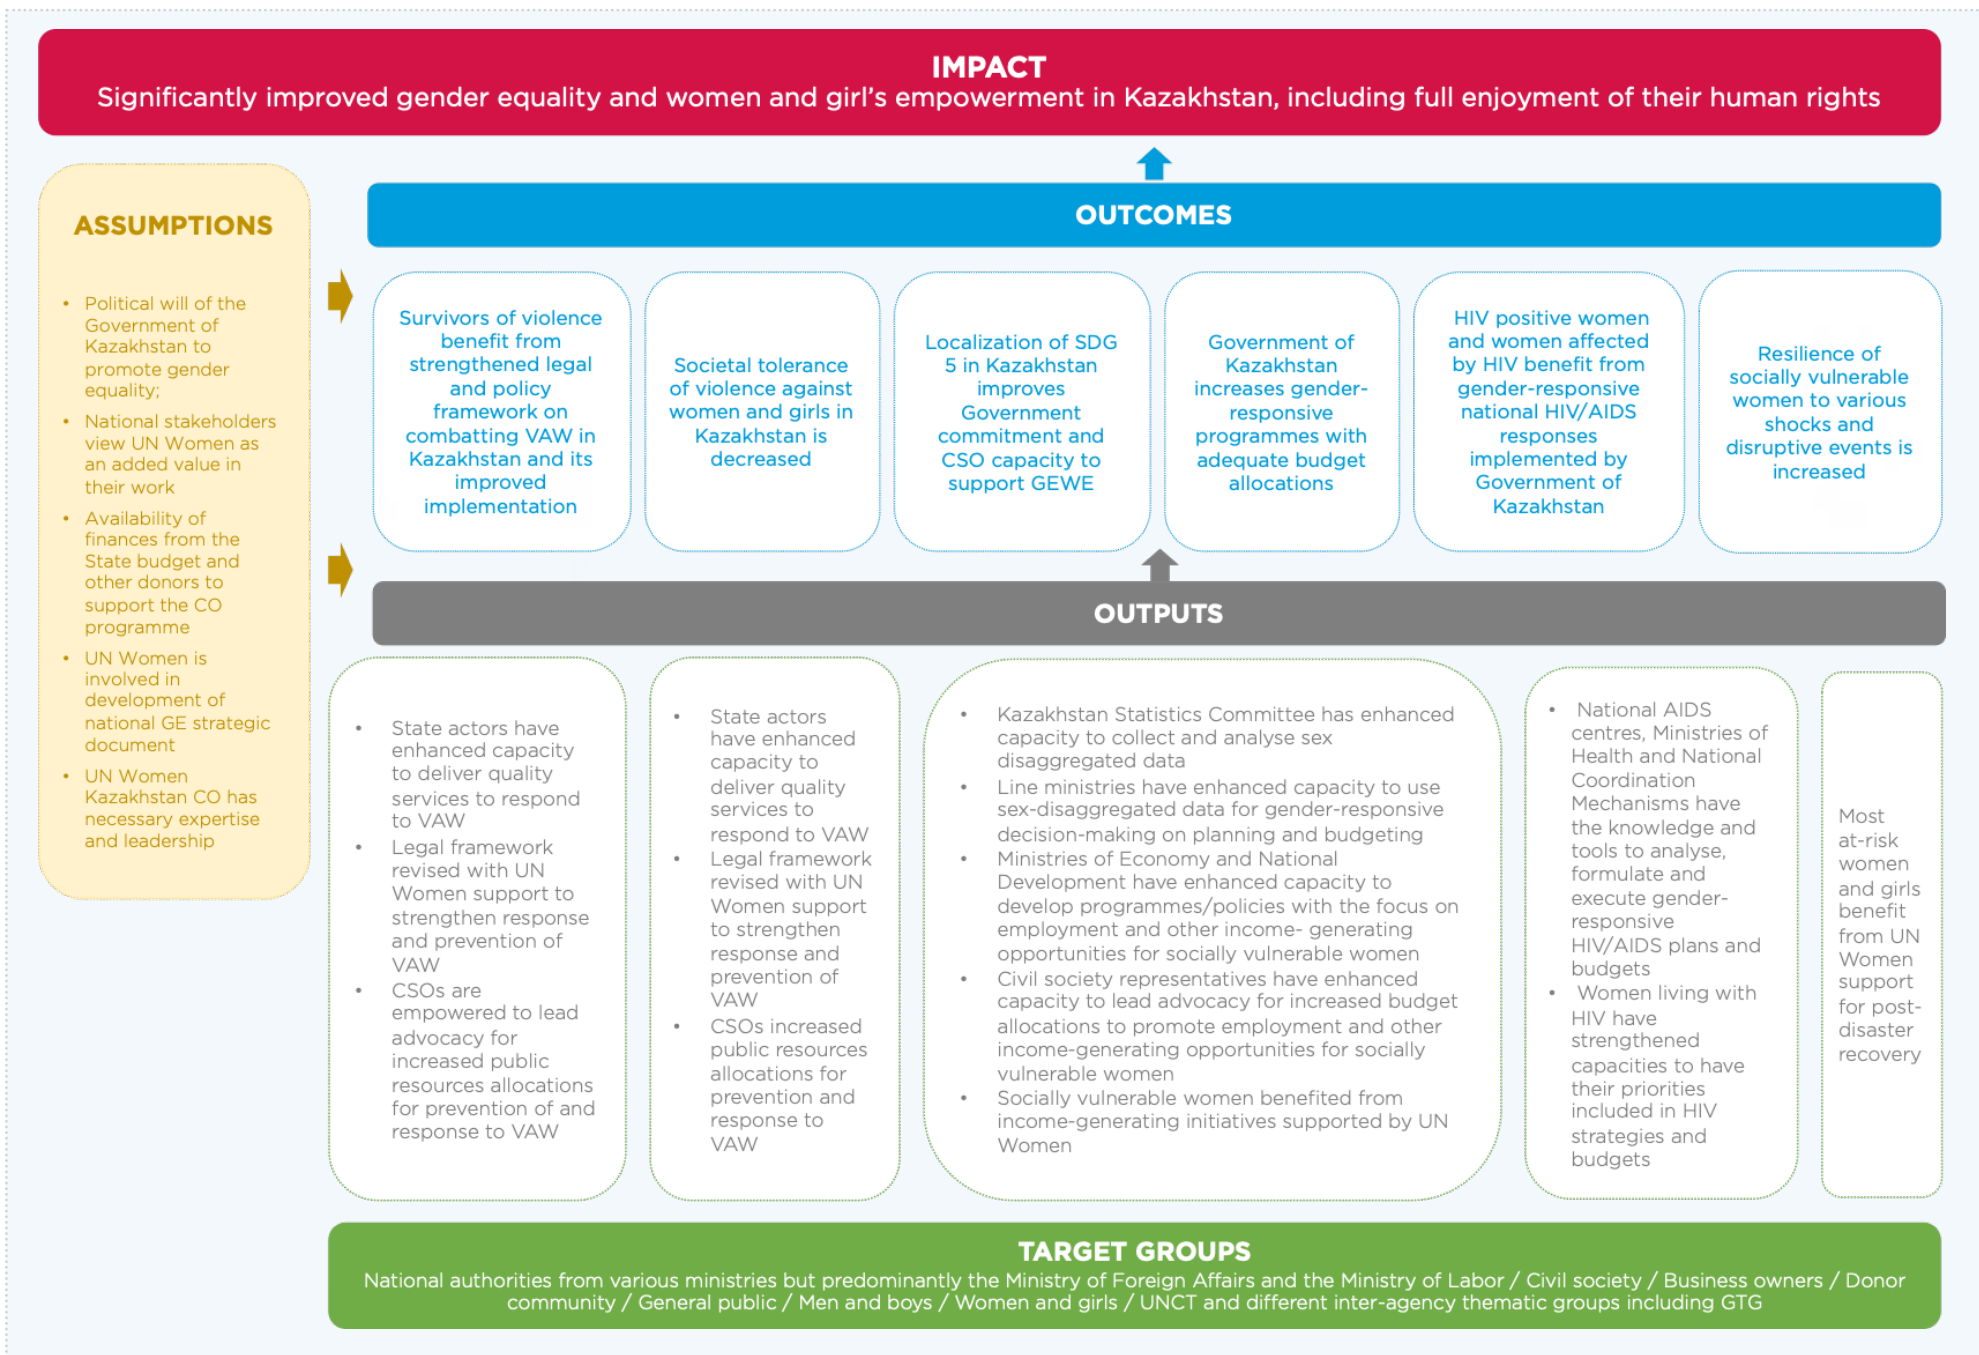 IMPACT
Significantly improved gender equality and women and girl's empowerment in Kazakhstan, including full enjoyment of their human rights
ASSUMPTIONS
• Political will of the
Government of
Kazakhstan to
promote gender
equality;
• National stakeholders
view UN Women as
an added value in
their work
• Availability of
finances from the
State budget and
other donors to
support the CO
programme
• UN Women is
involved in
development of
national GE strategic
document
• UN Women
Kazakhstan CO has
necessary expertise
and leadership
OUTCOMES
Survivors of violence
benefit from
strengthened legal
and policy
framework on
combatting VAW in
Kazakhstan and its
improved
implementation
Societal tolerance
of violence against
women and girls in
Kazakhstan is
decreased
Localization of SDG
5 in Kazakhstan
improves
Government
commitment and
CSO capacity to
support GEWE
Government of
Kazakhstan
increases gender-
responsive
programmes with
adequate budget
allocations
HIV positive women
and women affected
by HIV benefit from
gender-responsive
national HIV/AIDS
responses
implemented by
Government of
Kazakhstan
Resilience of
socially vulnerable
women to various
shocks and
disruptive events is
increased
OUTPUTS
• State actors have
enhanced capacity
to deliver quality
services to respond
to VAW
• Legal framework
revised with UN
Women support to
strengthen response
and prevention of
VAW
• CSOs are
empowered to lead
advocacy for
increased public
resources allocations
for prevention of and
response to VAW
• State actors
have enhanced
capacity to
deliver quality
services to
respond to VAW
• Legal framework
revised with UN
Women support
to strengthen
response and
prevention of
VAW
• CSOs increased
public resources
allocations for
prevention and
response to
VAW
• Kazakhstan Statistics Committee has enhanced
capacity to collect and analyse sex
disaggregated data
• Line ministries have enhanced capacity to use
sex-disaggregated data for gender-responsive
decision-making on planning and budgeting
• Ministries of Economy and National
Development have enhanced capacity to
develop programmes/policies with the focus on
employment and other income- generating
opportunities for socially vulnerable women
• Civil society representatives have enhanced
capacity to lead advocacy for increased budget
allocations to promote employment and other
income-generating opportunities for socially
vulnerable women
• Socially vulnerable women benefited from
income-generating initiatives supported by UN
Women
• National AIDS
centres, Ministries of
Health and National
Coordination
Mechanisms have
the knowledge and
tools to analyse,
formulate and
execute gender-
responsive
HIV/AIDS plans and
budgets
• Women living with
HIV have
strengthened
capacities to have
their priorities
included in HIV
strategies and
budgets
Most
at-risk
women
and girls
benefit
from UN
Women
support
for post-
disaster
recovery
TARGET GROUPS
National authorities from various ministries but predominantly the Ministry of Foreign Affairs and the Ministry of Labor / Civil society / Business owners / Donor
community / General public / Men and boys / Women and girls / UNCT and different inter-agency thematic groups including GTG